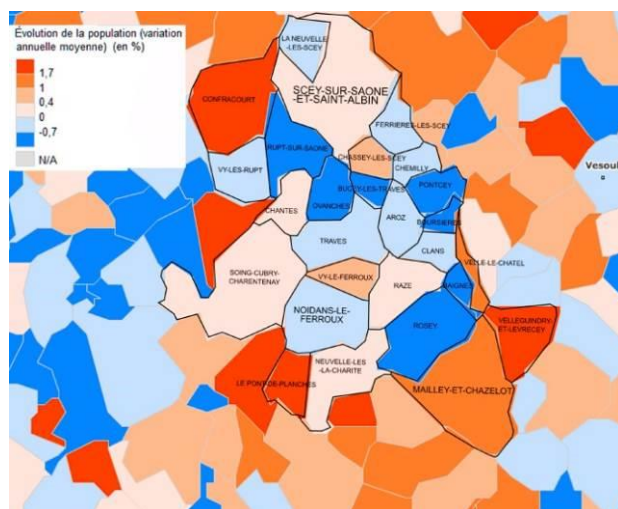 Évolution de la population (variation
annuelle moyenne) (en %)
1,7
1
0,4
0
-0,7
N/A
LA NEUVELLE
-LES-SCEY
SCEY-SUR-SAONE
-ET-SAINT-ALBIN
CONFRACOURT
FERRIERES-LES-SCEY
RUPT-SUR-SAONE
CHASSEY-LES-SCEY
CHEMILLY
VY-LES-RUPT
Vesoul
BUCEY-LES-TRAVES
PONTCEY
OVANCHES
CHANTES
AROZ
BOURSIERES
TRAVES
CLANS
VELLE-LE-CHATEL
SOING-CUBRY-
CHARENTENAY
VY-LE-FERROUX
RAZE
BAIGNES
NOIDANS-LE-
FERROUX
ROSEY
VELLEGUINDRY-
ET-LEVRECEY
NEUVELLE-LES
-LA-CHARITE
LE PONT-DE-PLANCHES
MAILLEY-ET-CHAZELOT